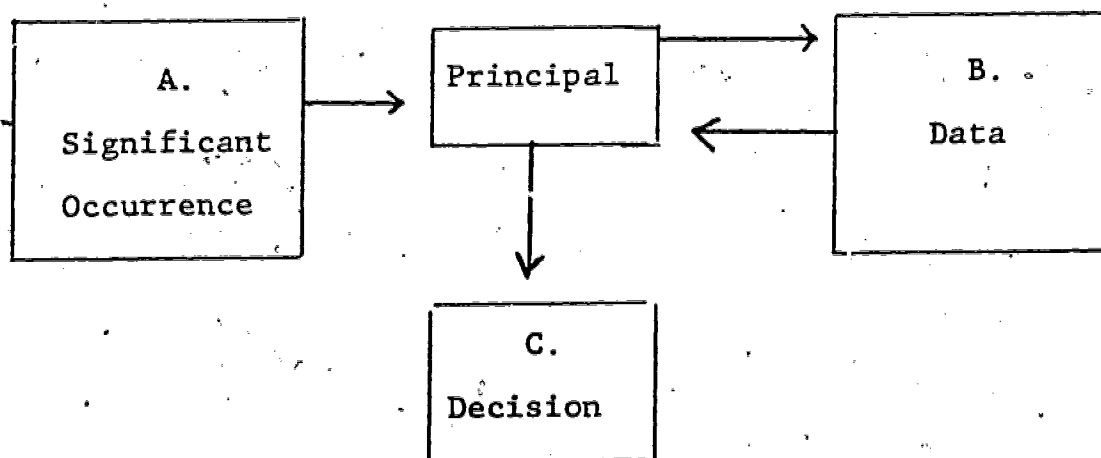 A.
Significant
Occurrence
Principal
B.
Data
C.
Decision